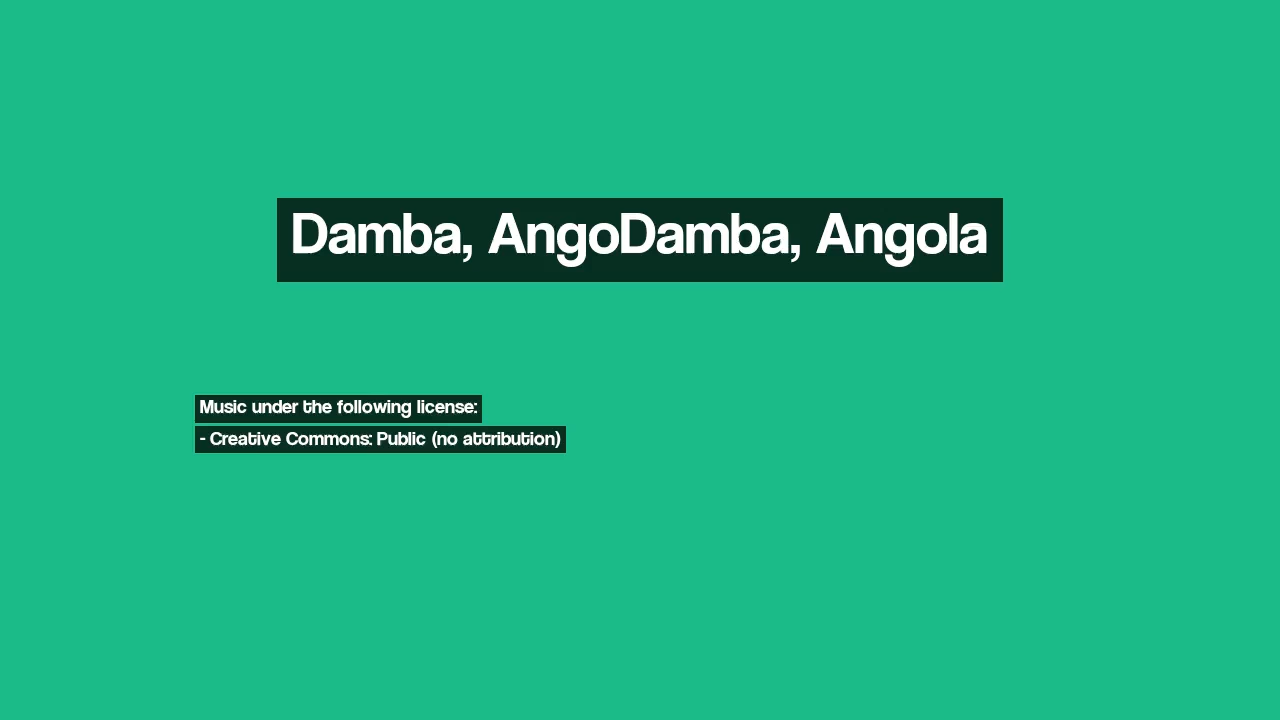 Damba, AngoDamba, Angola
Music under the following license:
- Creative Commons: Public (no attribution)